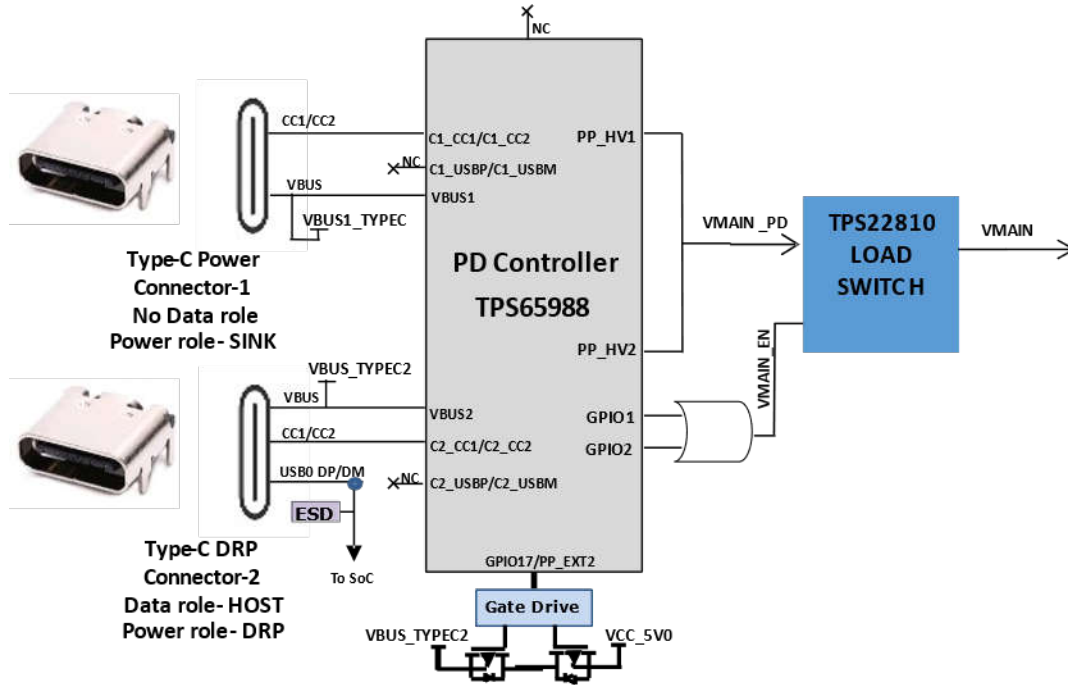 NC
CC1/CC2
C1_CC1/C1_CC2
PP_HV1
NC
C1_USBP/C1_USBM
VBUS
VBUS1
VBUS1_TYPEC
VMAIN _PD
TPS22810
LOAD
SWITCH
VMAIN
Type-C Power
Connector-1
No Data role
Power role- SINK
PD Controller
TPS65988
PP_HV2
VMAIN_EN
VBUS_TYPEC2
VBUS
VBUS2
GPIO1
CC1/CC2
C2_CC1/C2_CC2
GPIO2
USB0 DP/DM
NC
C2_USBP/C2_USBM
ESD
To SoC
Type-C DRP
Connector-2
Data role- HOST
Power role- DRP
GPIO17/PP_EXT2
Gate Drive
VBUS_TYPEC2
VCC_5V0